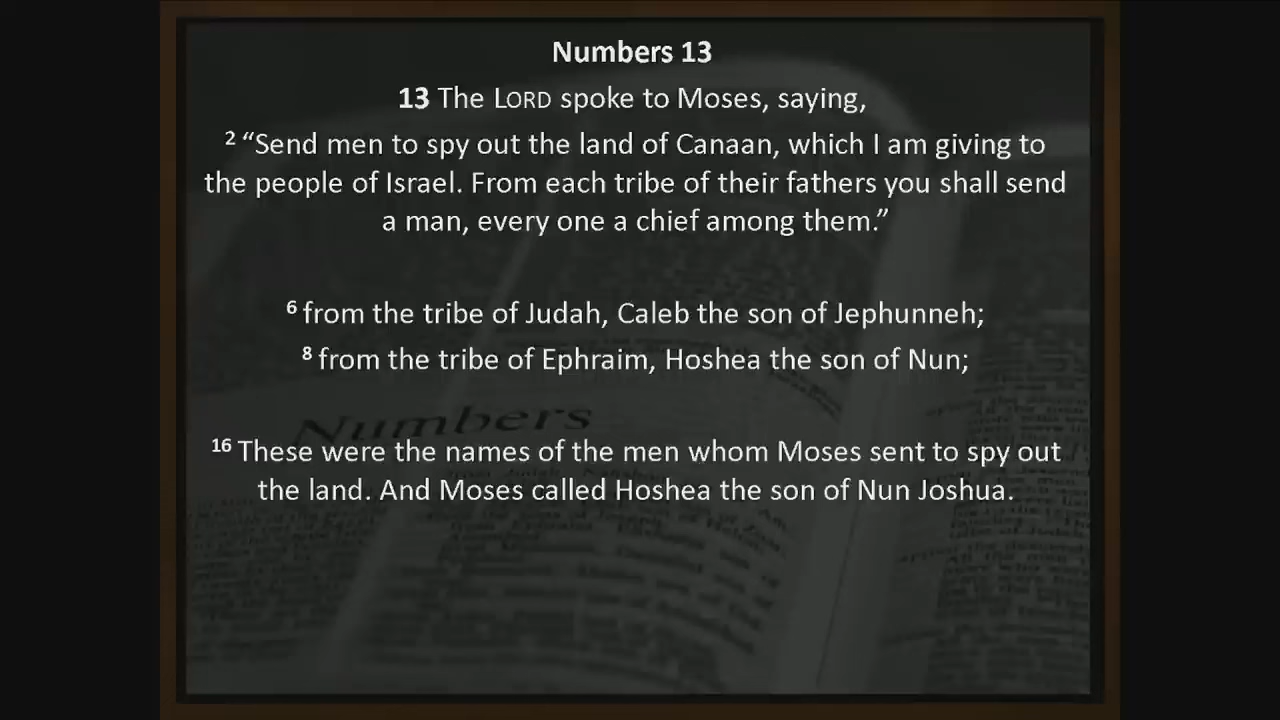 Numbers 13
13 The LORD spoke to Moses, saying,
2 “Send men to spy out the land of Canaan, which I am giving to
the people of Israel. From each tribe of their fathers you shall send
a man, every one a chief among them.”
6 from the tribe of Judah, Caleb the son of Jephunneh;
8 from the tribe of Ephraim, Hoshea the son of Nun;
Numbers
16 These were the names of the men whom Moses sent to spy out
the land. And Moses called Hoshea the son of Nun Joshua.